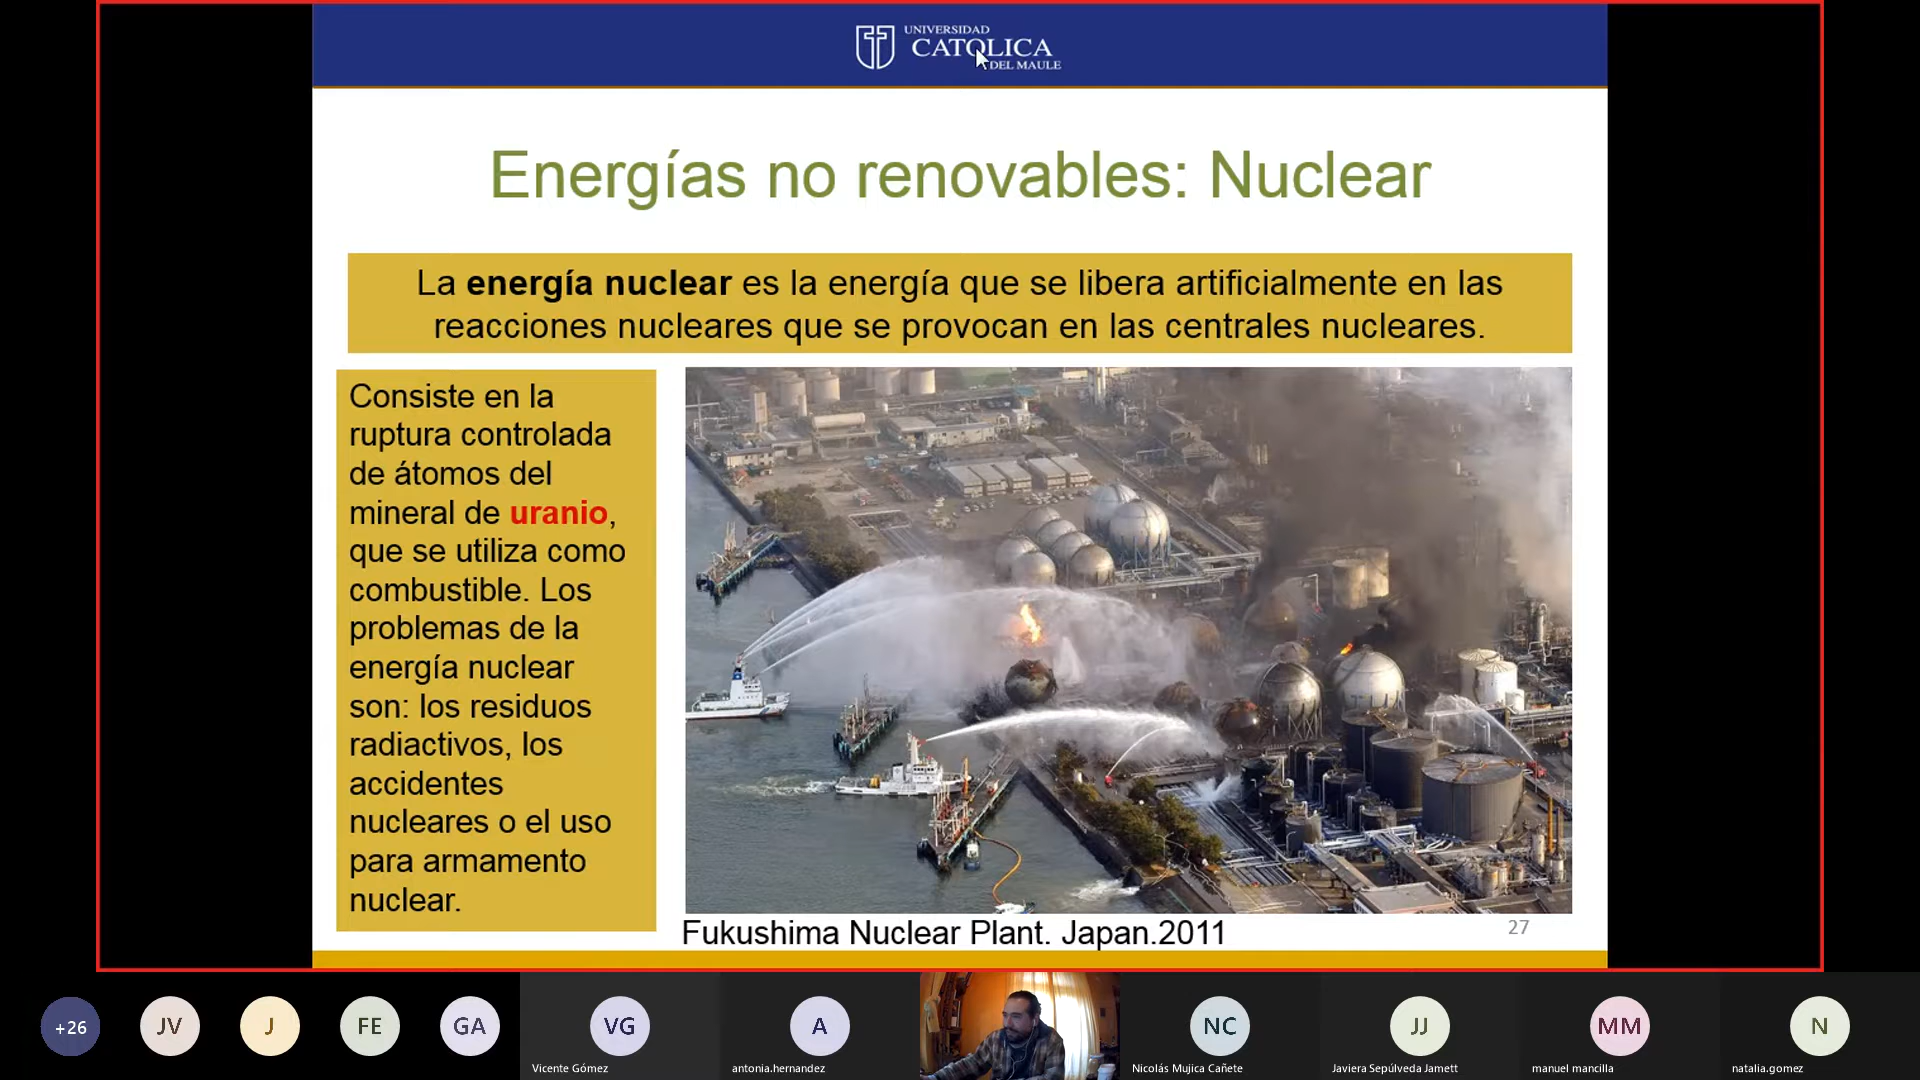 UNIVERSIDAD
CATOLICA
DEL MAULE
Energías no renovables: Nuclear
La energía nuclear es la energía que se libera artificialmente en las
reacciones nucleares que se provocan en las centrales nucleares.
Consiste en la
ruptura controlada
de átomos del
mineral de uranio,
que se utiliza como
combustible. Los
problemas de la
energía nuclear
son: los residuos
radiactivos, los
accidentes
nucleares o el uso
para armamento
nuclear.
Fukushima Nuclear Plant. Japan.2011
27
+26
JV
J
FE
GA
VG
A
NC
JJ
MM
N
Vicente Gómez
antonia.hernandez
Nicolás Mujica Cañete
Javiera Sepúlveda Jamett
manuel mancilla
natalia.gomez